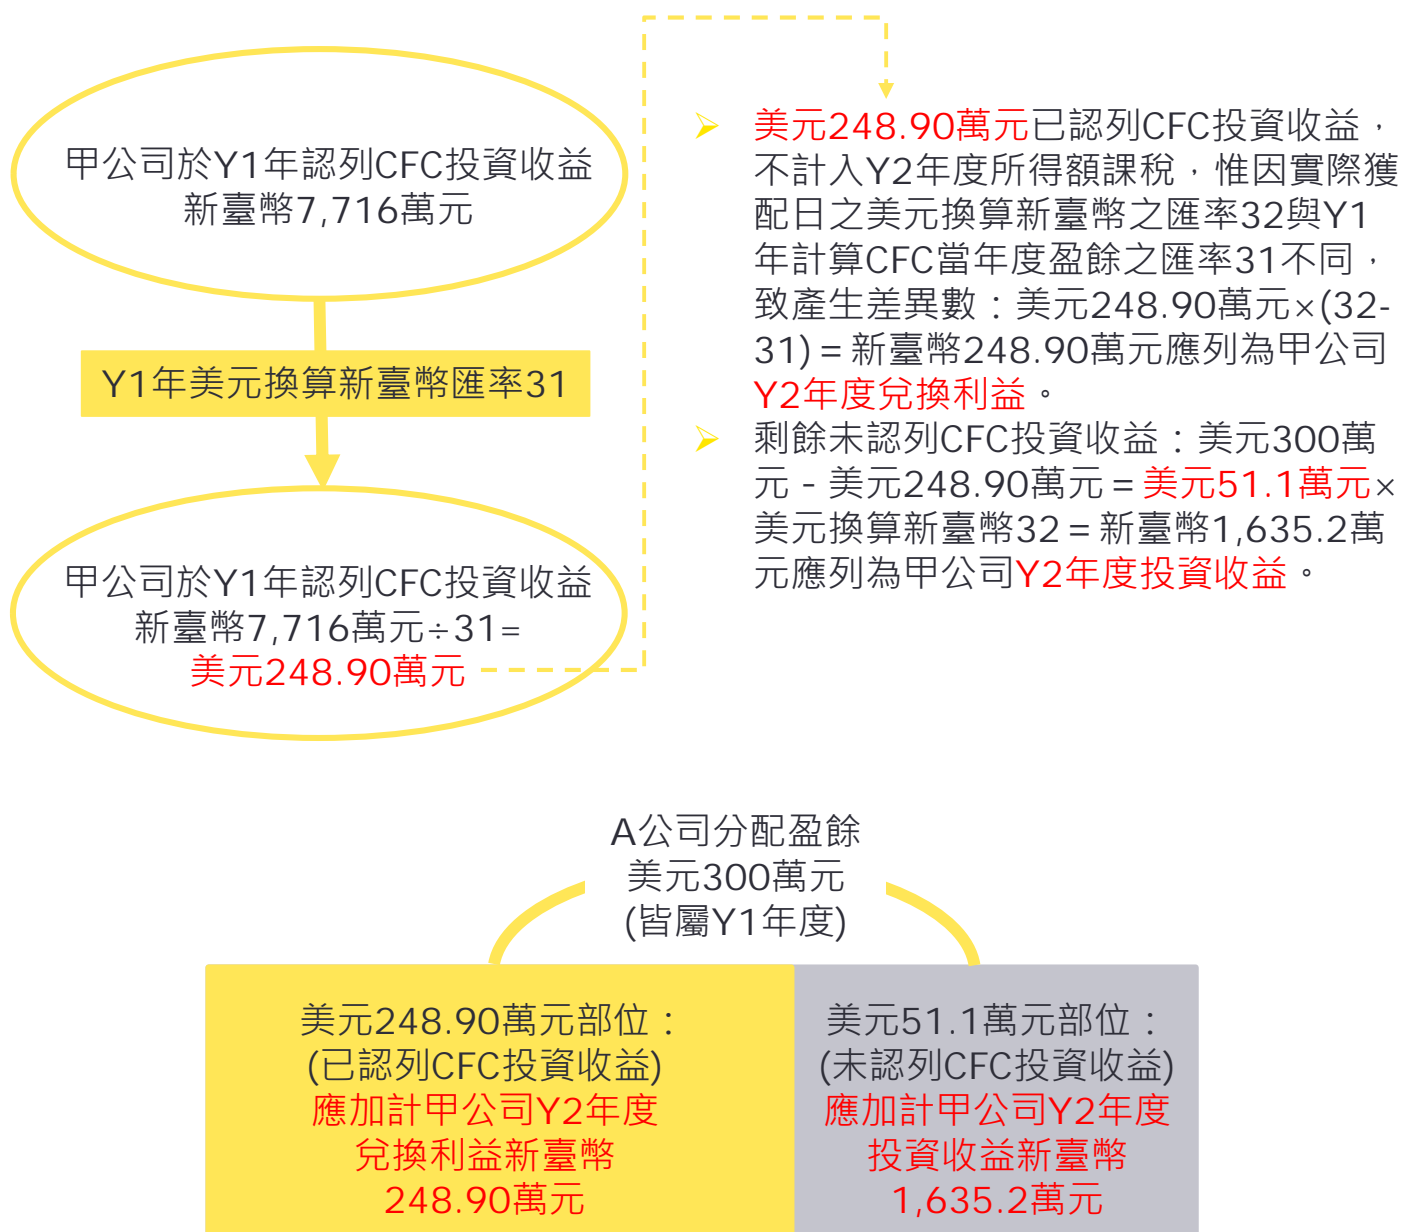 甲公司於Y1年認列CFC投資收益
新臺幣7,716萬元
Y1年美元換算新臺幣匯率31
甲公司於Y1年認列CFC投資收益
新臺幣7,716萬元÷31=
美元248.90萬元
➢ 美元248.90萬元已認列CFC投資收益，
不計入Y2年度所得額課稅，惟因實際獲
配日之美元換算新臺幣之匯率32與Y1
年計算CFC當年度盈餘之匯率31不同，
致產生差異數：美元248.90萬元×(32-
31)＝新臺幣248.90萬元應列為甲公司
Y2年度兌換利益。
➢ 剩餘未認列CFC投資收益：美元300萬
元－美元248.90萬元＝美元51.1萬元×
美元換算新臺幣32＝新臺幣1,635.2萬
元應列為甲公司Y2年度投資收益。
A公司分配盈餘
美元300萬元
(皆屬Y1年度)
美元248.90萬元部位：
(已認列CFC投資收益)
應加計甲公司Y2年度
兌換利益新臺幣
248.90萬元
美元51.1萬元部位：
(未認列CFC投資收益)
應加計甲公司Y2年度
投資收益新臺幣
1,635.2萬元